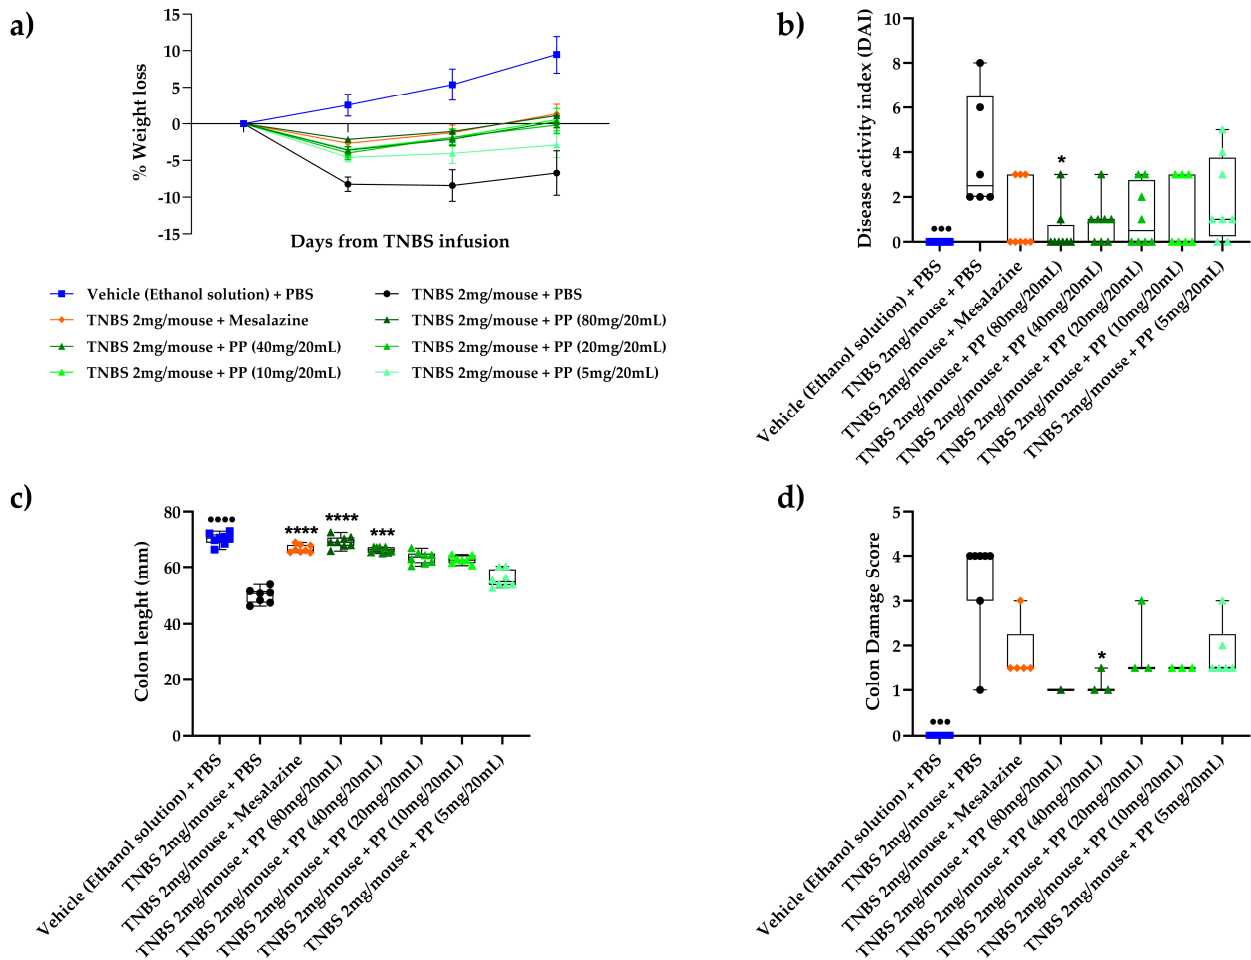 a)
15
10
5
0
-5
-10
-15
% Weight loss
Days from TNBS infusion
Vehicle (Ethanol solution) + PBS
TNBS 2mg/mouse + PBS
TNBS 2mg/mouse + Mesalazine
TNBS 2mg/mouse + PP (80mg/20mL)
TNBS 2mg/mouse + PP (40mg/20mL)
TNBS 2mg/mouse + PP (20mg/20mL)
TNBS 2mg/mouse + PP (10mg/20mL)
TNBS 2mg/mouse + PP (5mg/20mL)
b)
10
8
6
4
2
0
Disease activity index (DAI)
*
Vehicle (Ethanol solution) + PBS
TNBS 2mg/mouse + PBS
TNBS 2mg/mouse + Mesalazine
TNBS 2mg/mouse + PP (80mg/20mL)
TNBS 2mg/mouse + PP (40mg/20mL)
TNBS 2mg/mouse + PP (20mg/20mL)
TNBS 2mg/mouse + PP (10mg/20mL)
TNBS 2mg/mouse + PP (5mg/20mL)
c)
80
60
40
20
0
Colon lenght (mm)
****
****
***
Vehicle (Ethanol solution) + PBS
TNBS 2mg/mouse + PBS
TNBS 2mg/mouse + Mesalazine
TNBS 2mg/mouse + PP (80mg/20mL)
TNBS 2mg/mouse + PP (40mg/20mL)
TNBS 2mg/mouse + PP (20mg/20mL)
TNBS 2mg/mouse + PP (10mg/20mL)
TNBS 2mg/mouse + PP (5mg/20mL)
d)
5
4
3
2
1
0
Colon Damage Score
*
Vehicle (Ethanol solution) + PBS
TNBS 2mg/mouse + PBS
TNBS 2mg/mouse + Mesalazine
TNBS 2mg/mouse + PP (80mg/20mL)
TNBS 2mg/mouse + PP (40mg/20mL)
TNBS 2mg/mouse + PP (20mg/20mL)
TNBS 2mg/mouse + PP (10mg/20mL)
TNBS 2mg/mouse + PP (5mg/20mL)